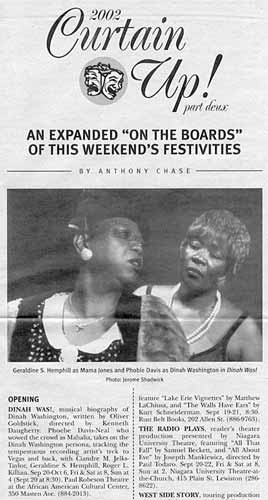 2002
Curtain
Up!
part deux
AN EXPANDED “ON THE BOARDS”
OF THIS WEEKEND’S FESTIVITIES
BY ANTHONY CHASE
Geraldine S. Hemphill as Mama Jones and Phobie Davis as Dinah Washington in Dinah Was!
Photo: Jerome Shadwick
OPENING
DINAH WAS!, musical biography of
Dinah Washington, written by Oliver
Goldstick, directed by Kenneth
Daugherty. Phoebe Davis-Neal who
wowed the crowd as Mahalia, takes on the
Dinah Washington persona, tracking the
tempestuous recording artist's trek to
Vegas and back, with Ciandre M. Jelks-
Taylor, Geraldine S. Hemphill, Roger L.
Killian. Sep 20-Oct 6, Fri & Sat at 8, Sun at
4 (Sept 29 at 8:30). Paul Robeson Theatre
at the African American Cultural Center,
350 Masten Ave. (884-2013).
feature "Lake Erie Vignettes" by Matthew
LaChiusa, and "The Walls Have Ears" by
Kurt Schneiderman. Sept 19-21, 8:30.
Rust Belt Books, 202 Allen St. (886-9763).
THE RADIO PLAYS, reader's theater
production presented by Niagara
University Theatre, featuring "All That
Fall" by Samuel Beckett, and "All About
Eve" by Joseph Mankiewicz, directed by
Paul Todaro. Sept 20-22, Fri & Sat at 8,
Sun at 2. Niagara University Theatre-at-
the-Church, 415 Plain St, Lewiston (286-
8622).
WEST SIDE STORY, touring production